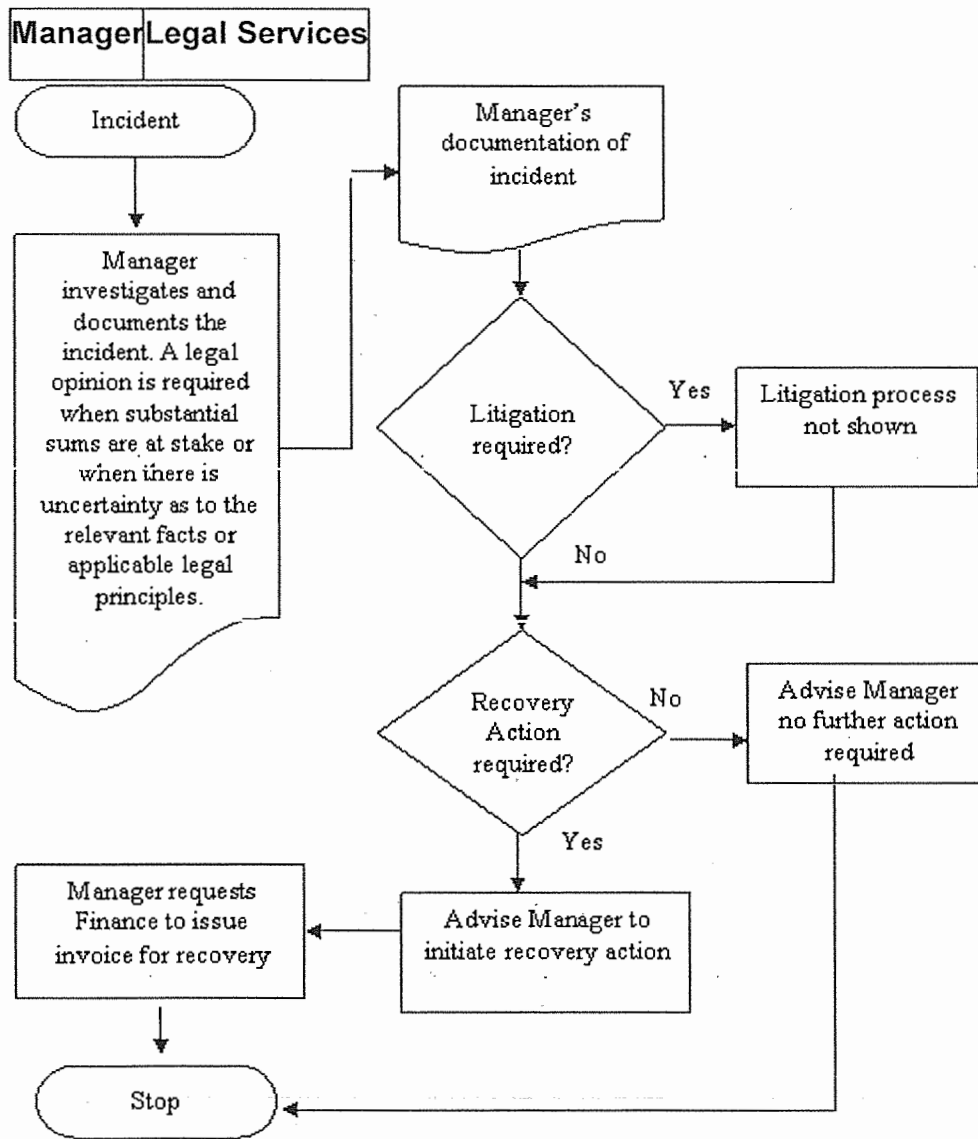 Manager Legal Services
Incident
Manager
investigates and
documents the
incident. A legal
opinion is required
when substantial
sums are at stake or
when there is
uncertainty as to the
relevant facts or
applicable legal
principles.
Manager's
documentation of
incident
Litigation
required?
Yes
Litigation process
not shown
No
Recovery
Action
required?
No
Advise Manager
no further action
required
Yes
Advise Manager to
initiate recovery action
Manager requests
Finance to issue
invoice for recovery
Stop